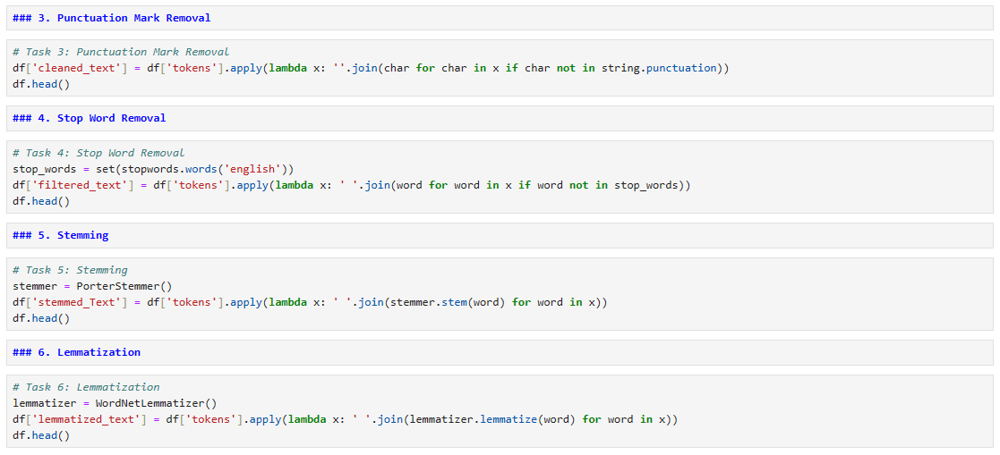 ### 3. Punctuation Mark Removal
# Task 3: Punctuation Mark Removal
df['cleaned_text'] = df['tokens'].apply(lambda x: ''.join(char for char in x if char not in string.punctuation))
df.head()
### 4. Stop Word Removal
# Task 4: Stop Word Removal
stop_words = set(stopwords.words('english'))
df['filtered_text'] = df['tokens'].apply(lambda x: ' '.join(word for word in x if word not in stop_words))
df.head()
### 5. Stemming
# Task 5: Stemming
stemmer = PorterStemmer()
df['stemmed_Text'] = df['tokens'].apply(lambda x: ' '.join(stemmer.stem(word) for word in x))
df.head()
### 6. Lemmatization
# Task 6: Lemmatization
lemmatizer = WordNetLemmatizer()
df['lemmatized_text'] = df['tokens'].apply(lambda x: ' '.join(lemmatizer.lemmatize(word) for word in x))
df.head()